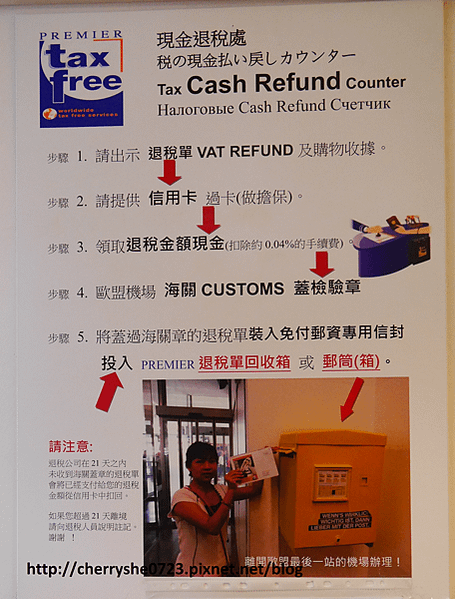 PREMIER
tax
free
worldwide
tax free services
現金退稅處
税の現金払い戻しカウンター
Tax Cash Refund Counter
Налоговые Cash Refund Счетчик
步驟 1. 請出示 退稅單 VAT REFUND 及購物收據。
步驟 2. 請提供 信用卡 過卡(做擔保)。
步驟 3. 領取退稅金額現金(扣除約 0.04%的手續費)。
步驟 4. 歐盟機場 海關 CUSTOMS 蓋檢驗章
步驟 5. 將蓋過海關章的退稅單裝入免付郵資專用信封
投入 PREMIER 退稅單回收箱 或 郵筒(箱)。
請注意:
退稅公司在 21 天之內
未收到海關蓋章的退稅單
會將已經支付給您的退稅
金額從信用卡中扣回。
如果您超過 21 天離境
請向退稅人員說明註記。
謝謝 !
WENN'S WIRKLICH
WICHTIG IST, DANN
LIEBER MIT DER POST.
離開歐盟最後一站的機場辦理!
http://cherryshe0723.pixnet.net/blog